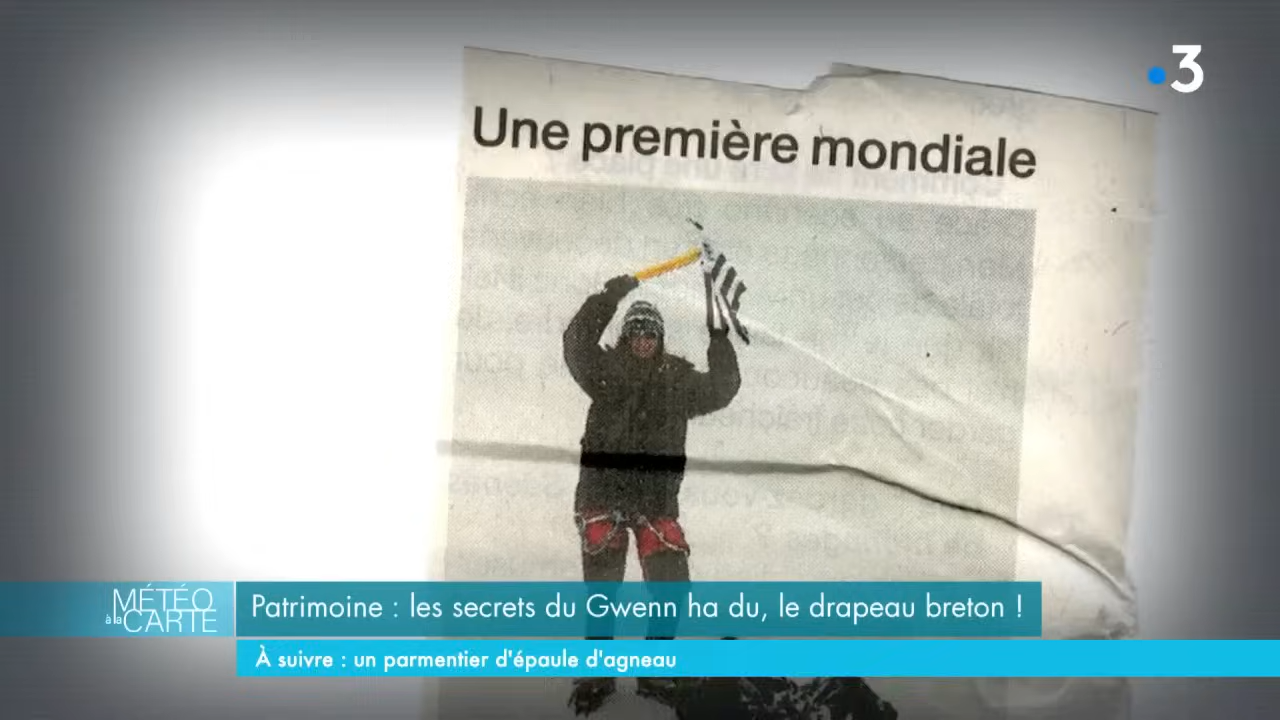 3
Une première mondiale
MÉTÉO
à la CARTE
Patrimoine : les secrets du Gwenn ha du, le drapeau breton !
À suivre : un parmentier d'épaule d'agneau